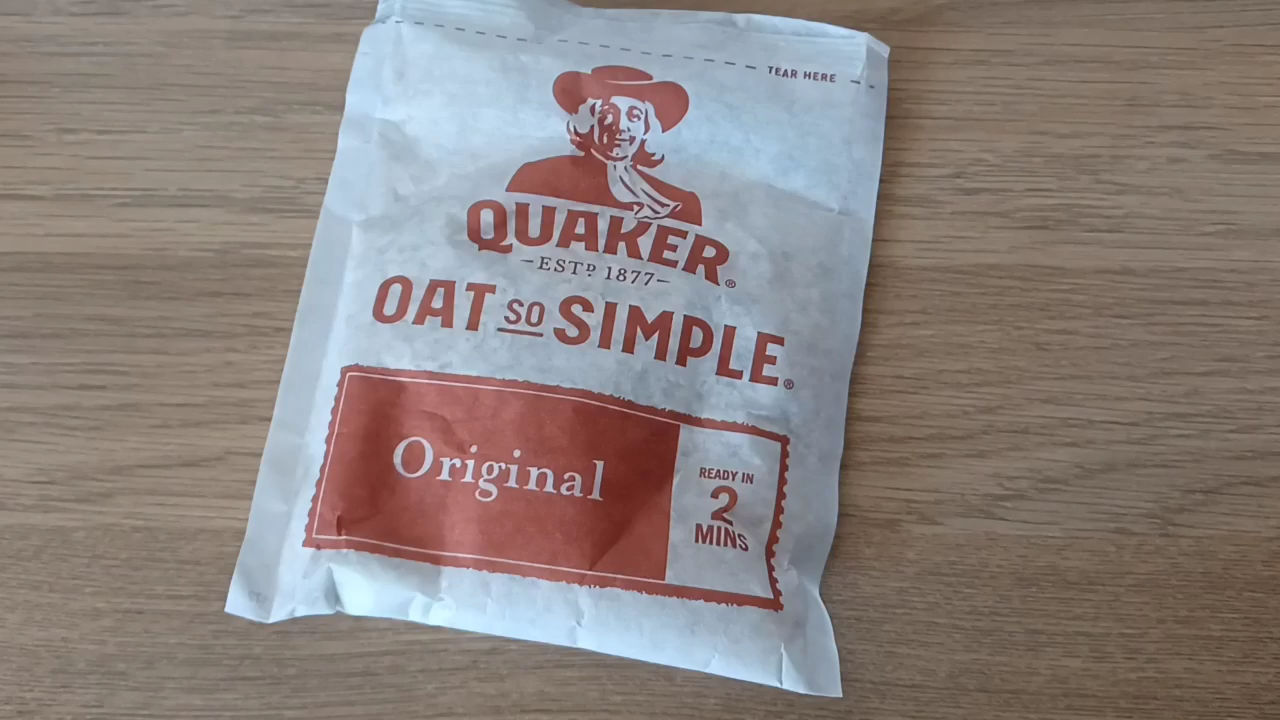 TEAR HERE
QUAKER®
-ESTᴰ 1877-
OAT SO SIMPLE®
Original
READY IN
2
MINS